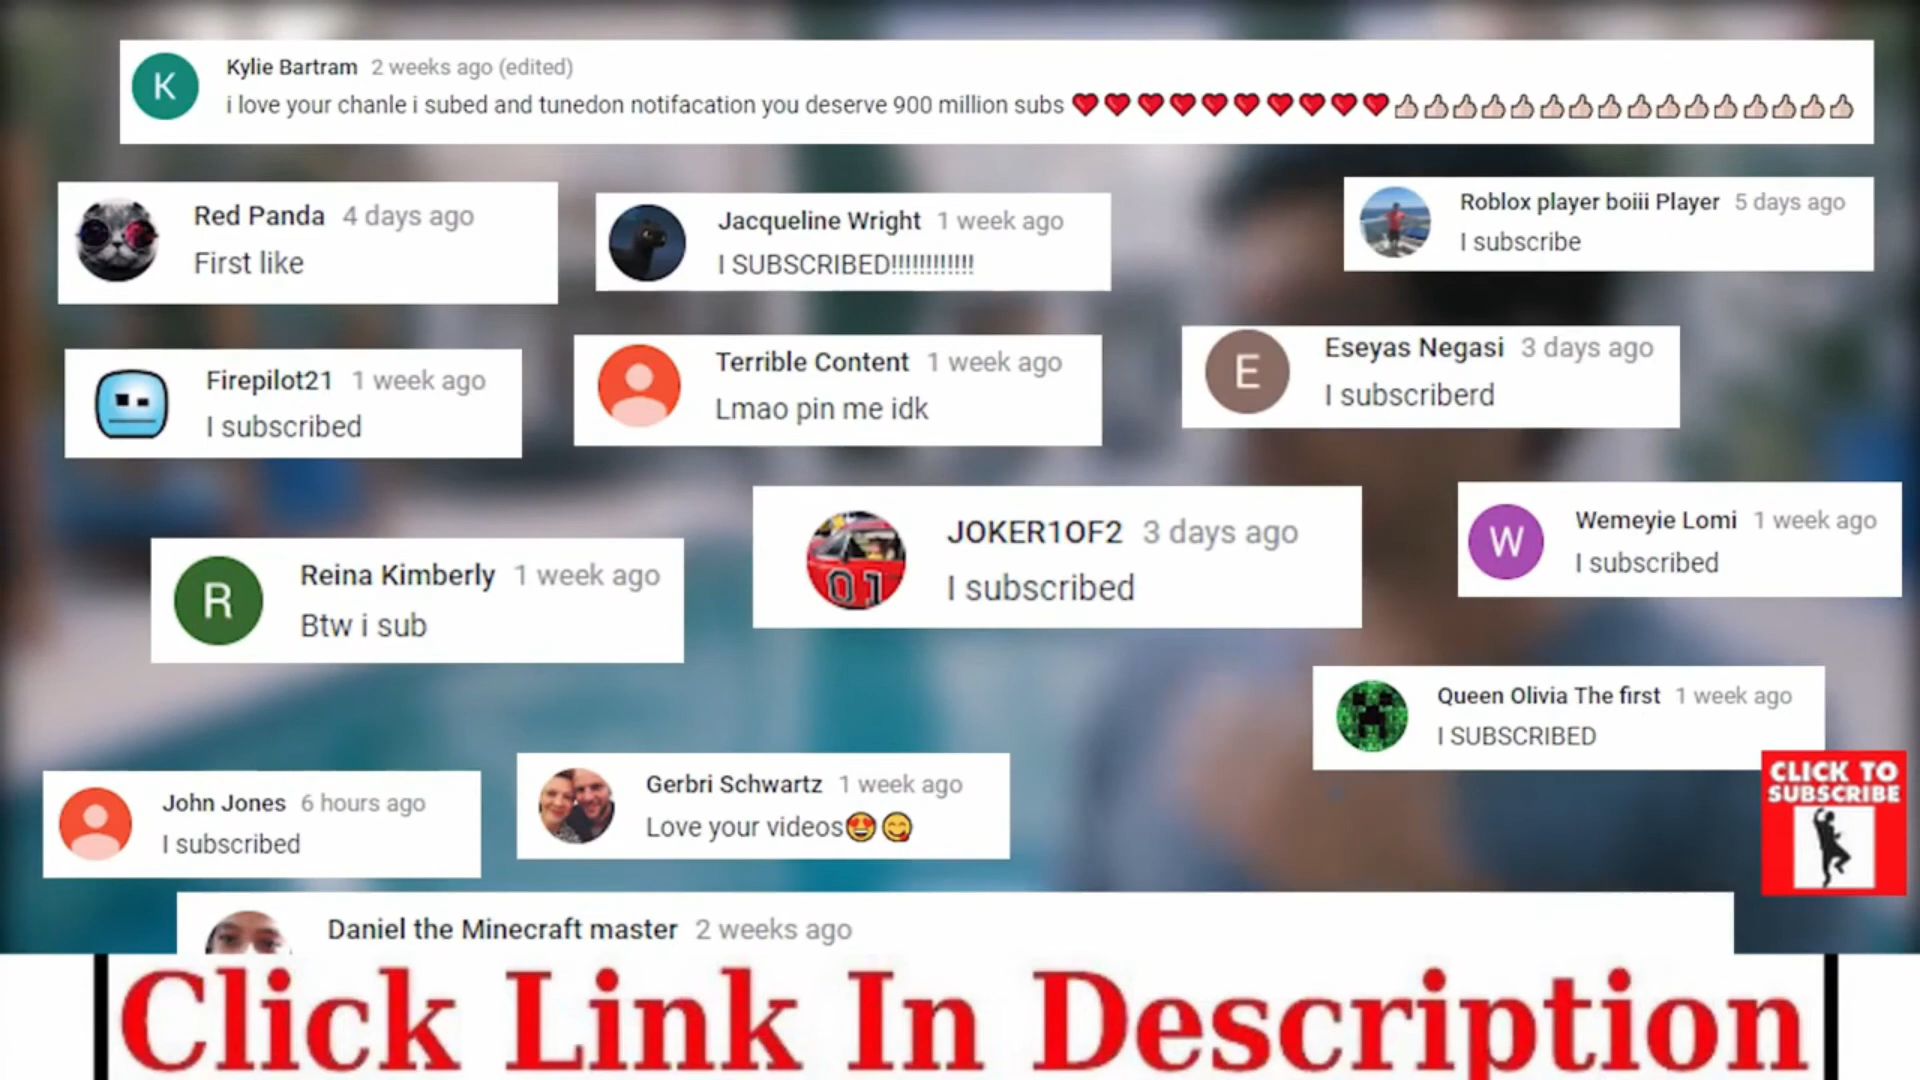 K
Kylie Bartram 2 weeks ago (edited)
i love your chanle i subed and tunedon notifacation you deserve 900 million subs ❤❤❤❤❤❤❤❤❤❤👍🏻👍🏻👍🏻👍🏻👍🏻👍🏻👍🏻👍🏻👍🏻👍🏻👍🏻👍🏻👍🏻👍🏻👍🏻👍🏻
Red Panda 4 days ago
First like
Jacqueline Wright 1 week ago
I SUBSCRIBED!!!!!!!!!!!!
Roblox player boiii Player 5 days ago
I subscribe
Firepilot21 1 week ago
I subscribed
Terrible Content 1 week ago
Lmao pin me idk
E
Eseyas Negasi 3 days ago
I subscriberd
R
Reina Kimberly 1 week ago
Btw i sub
01
JOKER1OF2 3 days ago
I subscribed
W
Wemeyie Lomi 1 week ago
I subscribed
Queen Olivia The first 1 week ago
I SUBSCRIBED
John Jones 6 hours ago
I subscribed
Gerbri Schwartz 1 week ago
Love your videos😍😋
CLICK TO
SUBSCRIBE
Daniel the Minecraft master 2 weeks ago
Click Link In Description